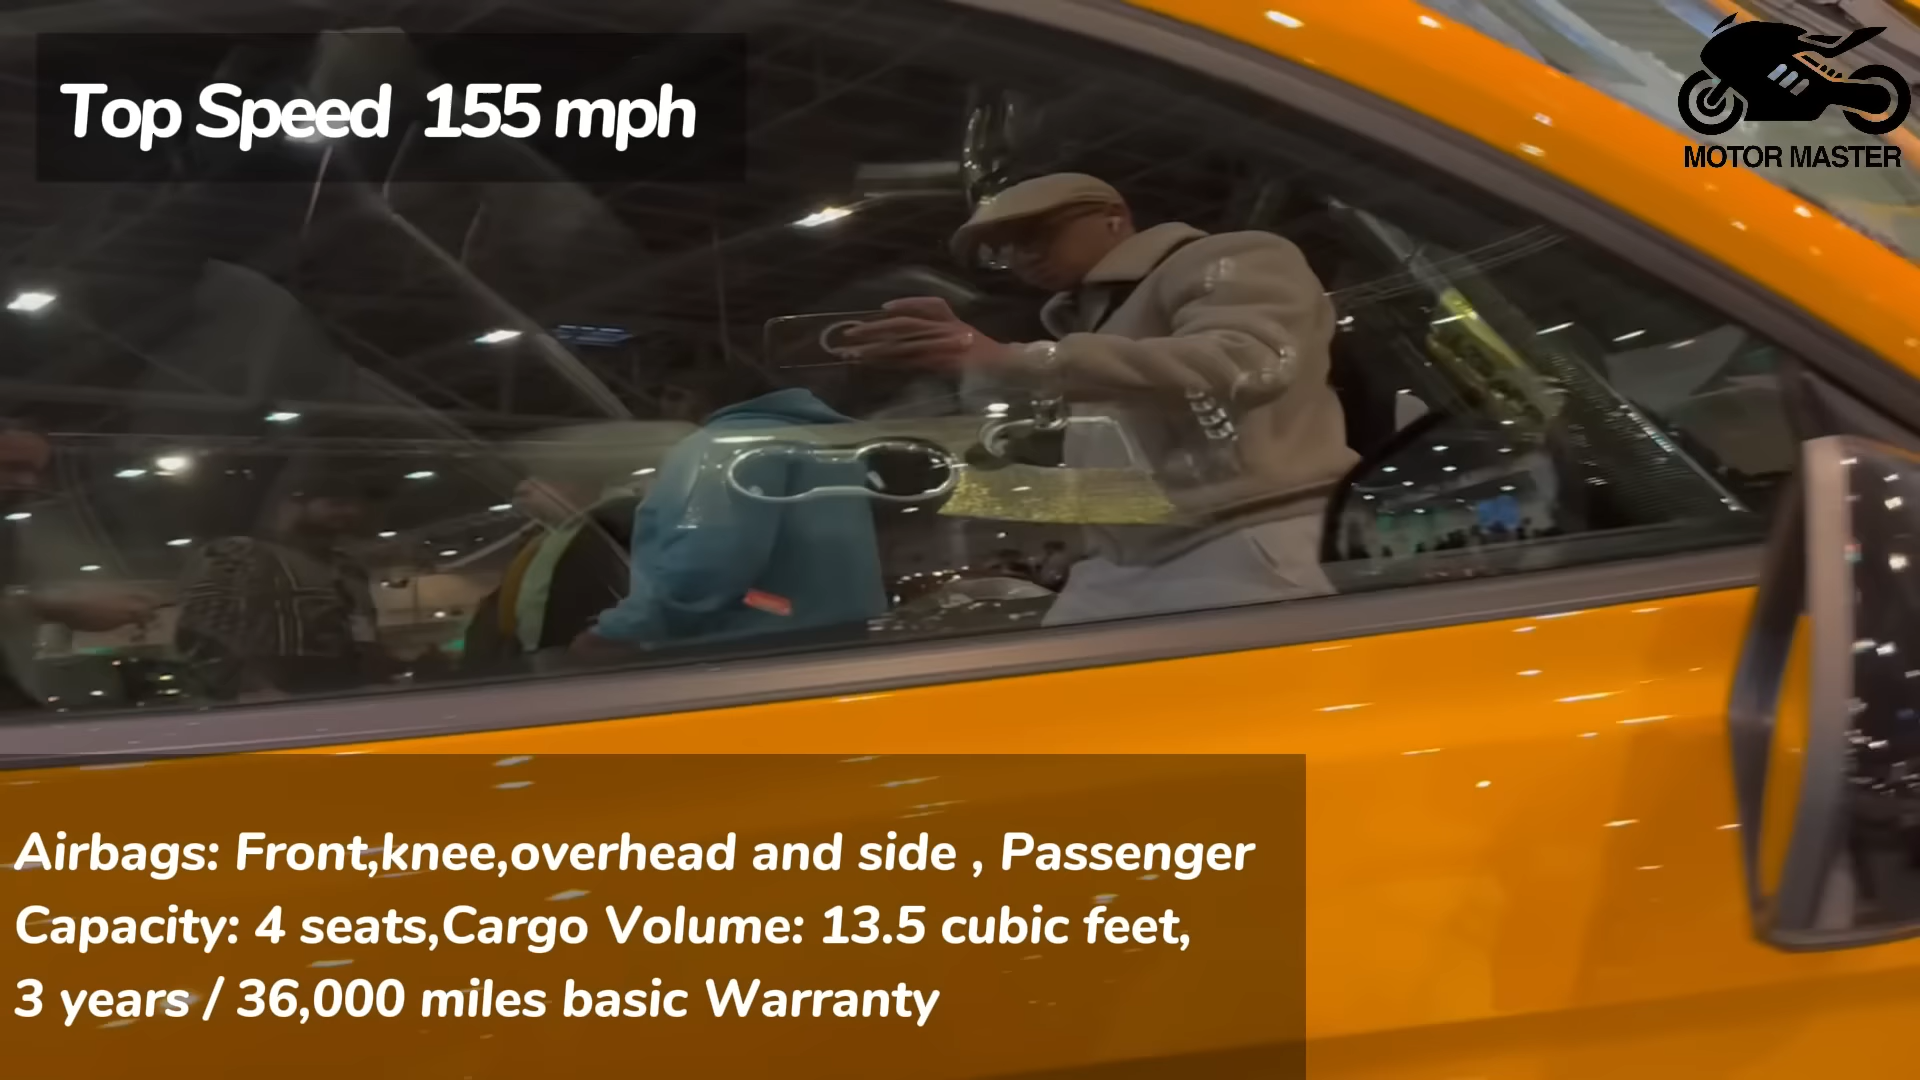 Top Speed 155 mph
MOTOR MASTER
Airbags: Front,knee,overhead and side , Passenger
Capacity: 4 seats,Cargo Volume: 13.5 cubic feet,
3 years / 36,000 miles basic Warranty